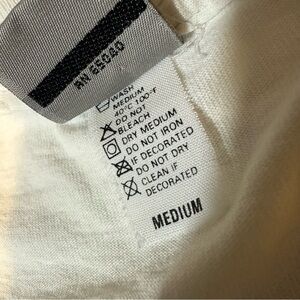 RN 65080
WASH
MEDIUM
40°C 100°F
DO NOT
BLEACH
DRY MEDIUM
DO NOT IRON
IF DECORATED
DO NOT DRY
CLEAN IF
DECORATED
MEDIUM